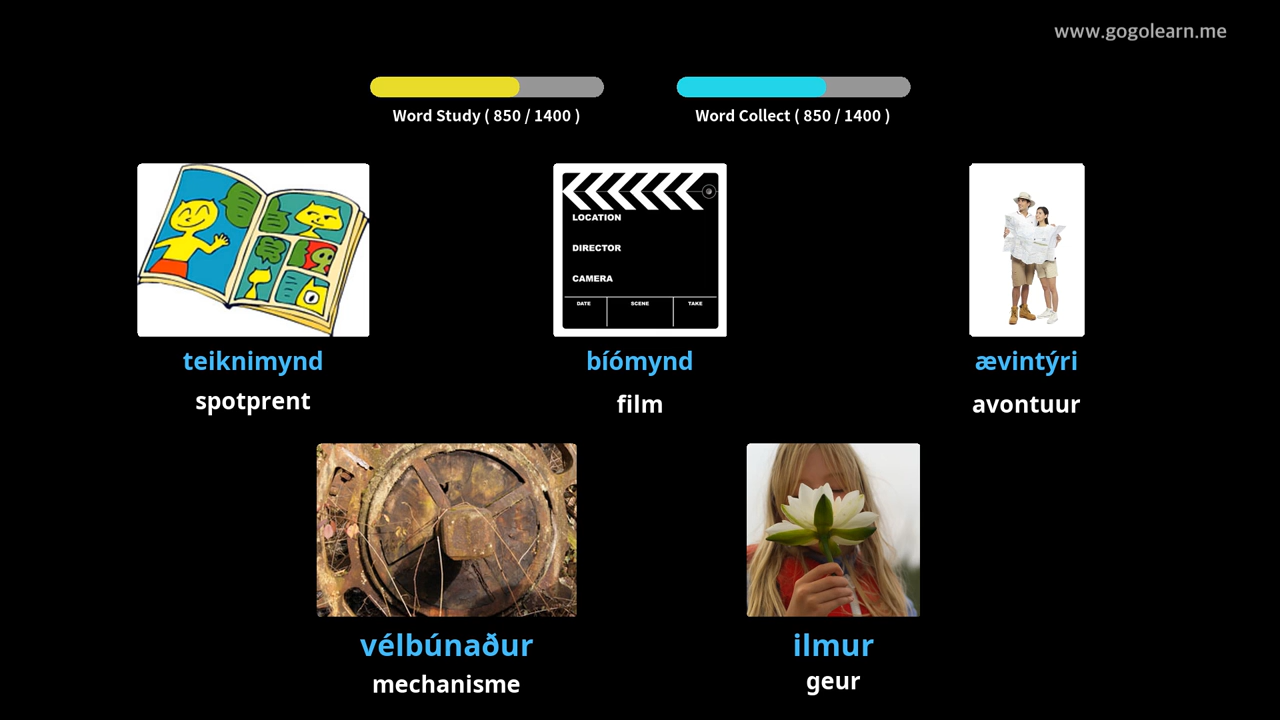 www.gogolearn.me
Word Study ( 850 / 1400 )
Word Collect ( 850 / 1400 )
LOCATION
DIRECTOR
CAMERA
DATE SCENE TAKE
teiknimynd
spotprent
bíómynd
film
ævintýri
avontuur
vélbúnaður
mechanisme
ilmur
geur